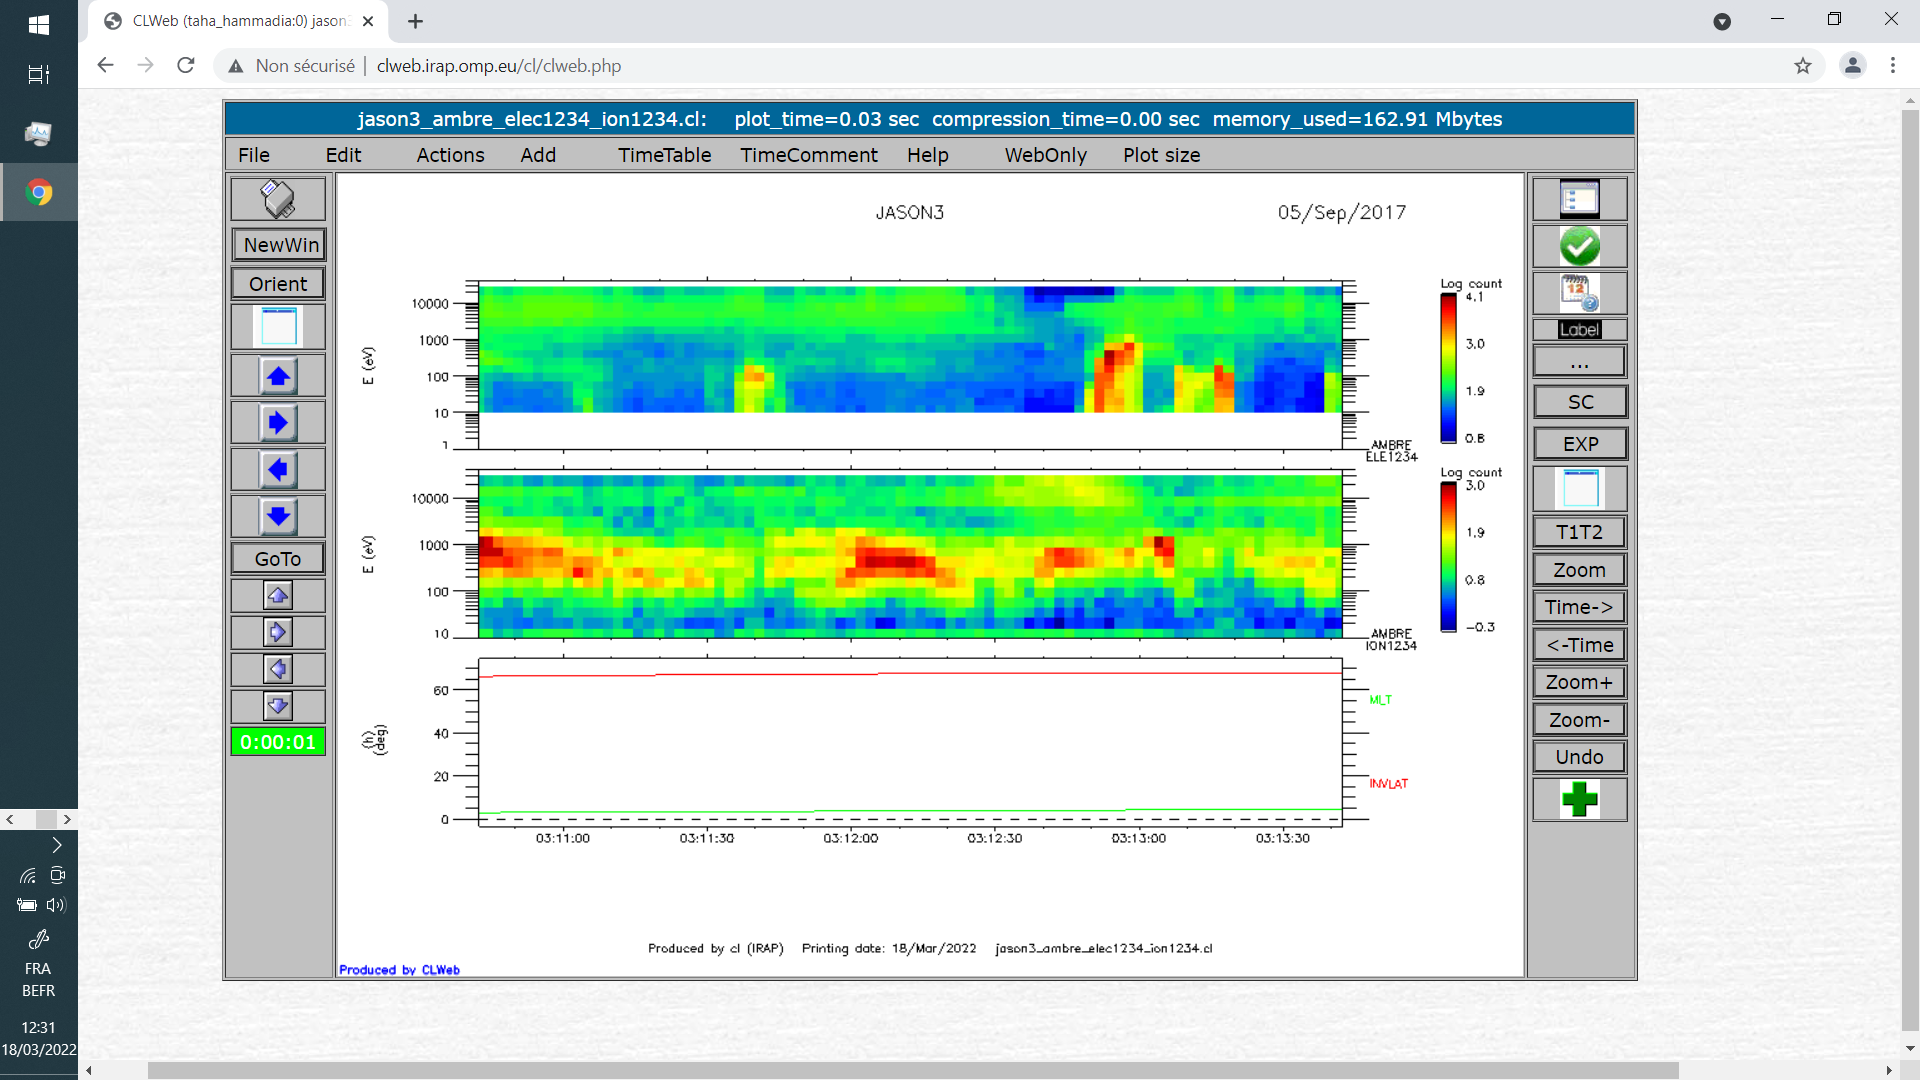 CLWeb (taha_hammadia:0) jason3
Non sécurisé | clweb.irap.omp.eu/cl/clweb.php
jason3_ambre_elec1234_ion1234.cl: plot_time=0.03 sec compression_time=0.00 sec memory_used=162.91 Mbytes
File Edit Actions Add TimeTable TimeComment Help WebOnly Plot size
NewWin
Orient
GoTo
0:00:01
JASON3 05/Sep/2017
Log count
4.1
3.0
1.9
0.8
E (eV)
10000
1000
100
10
1
AMBRE
ELE1234
Log count
3.0
1.9
0.8
-0.3
E (eV)
10000
1000
100
10
AMBRE
ION1234
(h)
(deg)
60
40
20
0
MLT
INVLAT
03:11:00 03:11:30 03:12:00 03:12:30 03:13:00 03:13:30
Produced by cl (IRAP) Printing date: 18/Mar/2022 jason3_ambre_elec1234_ion1234.cl
Produced by CLWeb
12
Label
...
SC
EXP
T1T2
Zoom
Time->
<-Time
Zoom+
Zoom-
Undo
FRA
BEFR
12:31
18/03/2022